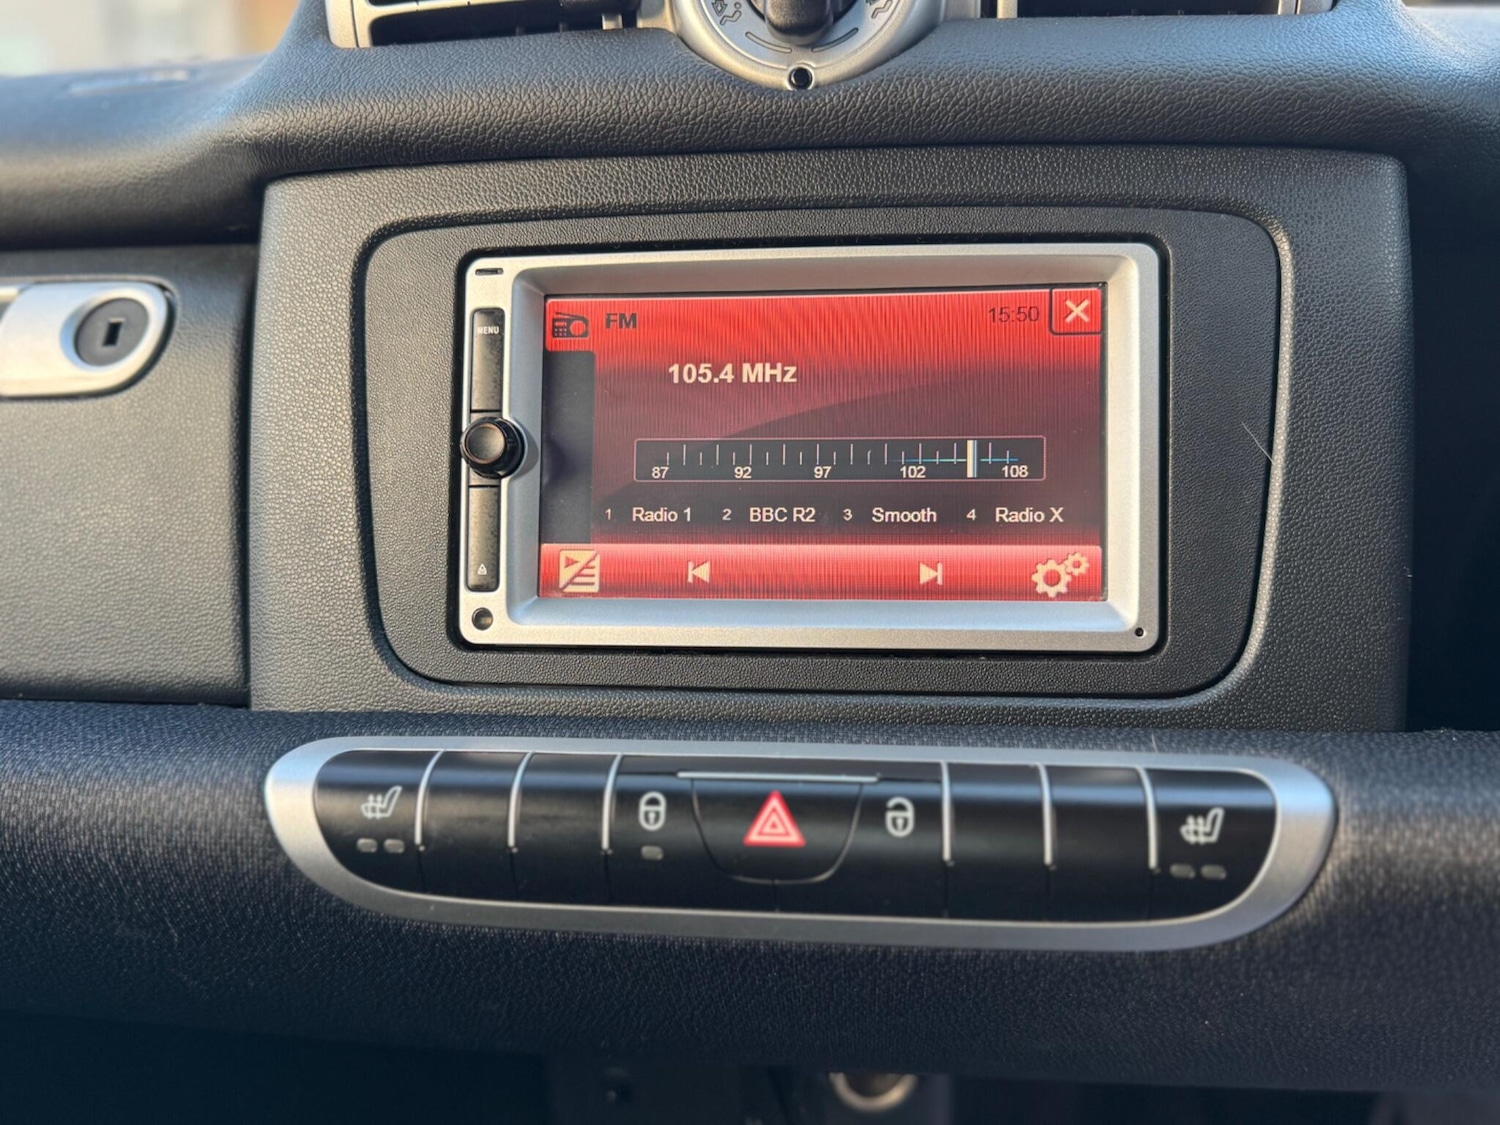 MENU
FM 15:50
105.4 MHz
87 92 97 102 108
1 Radio 1 2 BBC R2 3 Smooth 4 Radio X